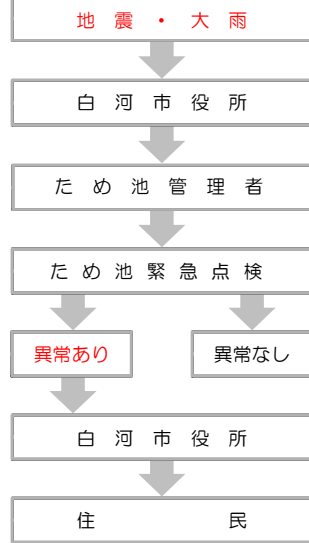 地震・大雨
白河市役所
ため池管理者
ため池緊急点検
異常あり 異常なし
白河市役所
住民